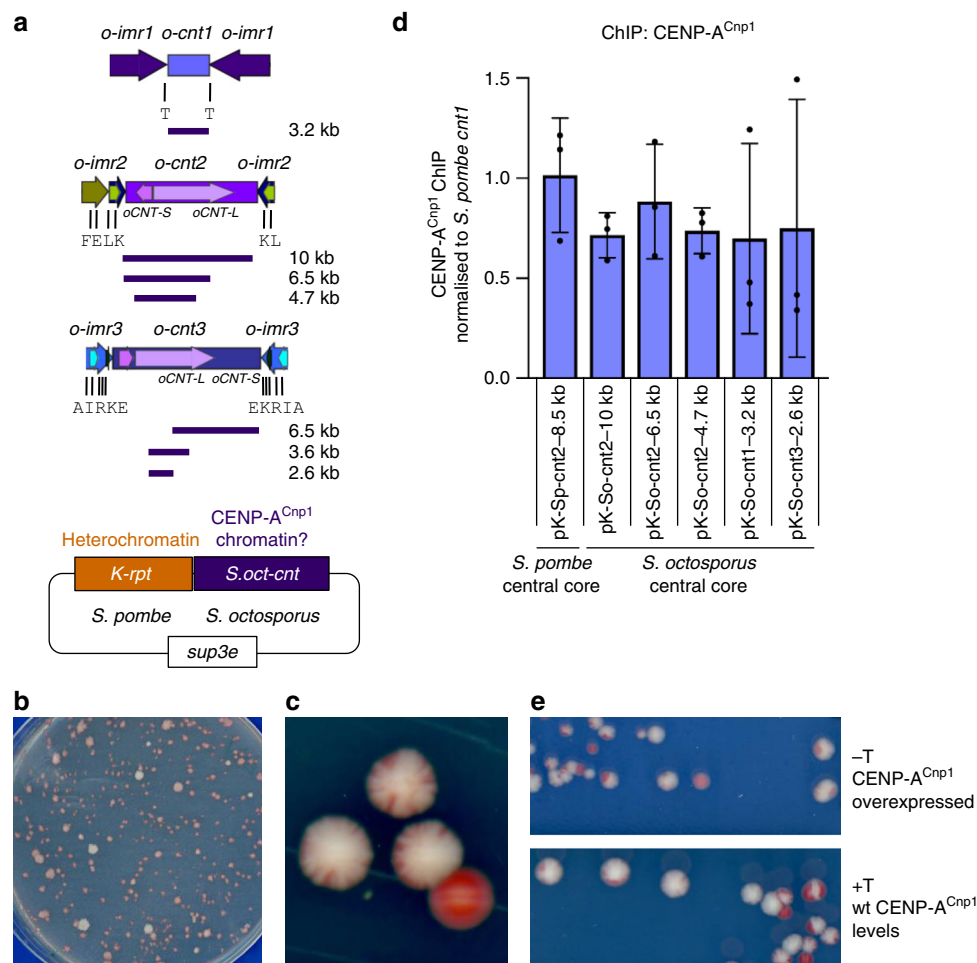 a
o-imr1 o-cnt1 o-imr1
T T
3.2 kb
o-imr2 o-cnt2 o-imr2
oCNT-S oCNT-L
FELK KL
10 kb
6.5 kb
4.7 kb
o-imr3 o-cnt3 o-imr3
oCNT-L oCNT-S
AIRKE EKRIA
6.5 kb
3.6 kb
2.6 kb
Heterochromatin
CENP-A^Cnp1
chromatin?
K-rpt S.oct-cnt
S. pombe S. octosporus
sup3e
d
ChIP: CENP-A^Cnp1
CENP-A^Cnp1 ChIP
normalised to S. pombe cnt1
1.5
1.0
0.5
0.0
pK-Sp-cnt2–8.5 kb
pK-So-cnt2–10 kb
pK-So-cnt2–6.5 kb
pK-So-cnt2–4.7 kb
pK-So-cnt1–3.2 kb
pK-So-cnt3–2.6 kb
S. pombe
central core
S. octosporus
central core
b
c
e
–T
CENP-A^Cnp1
overexpressed
+T
wt CENP-A^Cnp1
levels